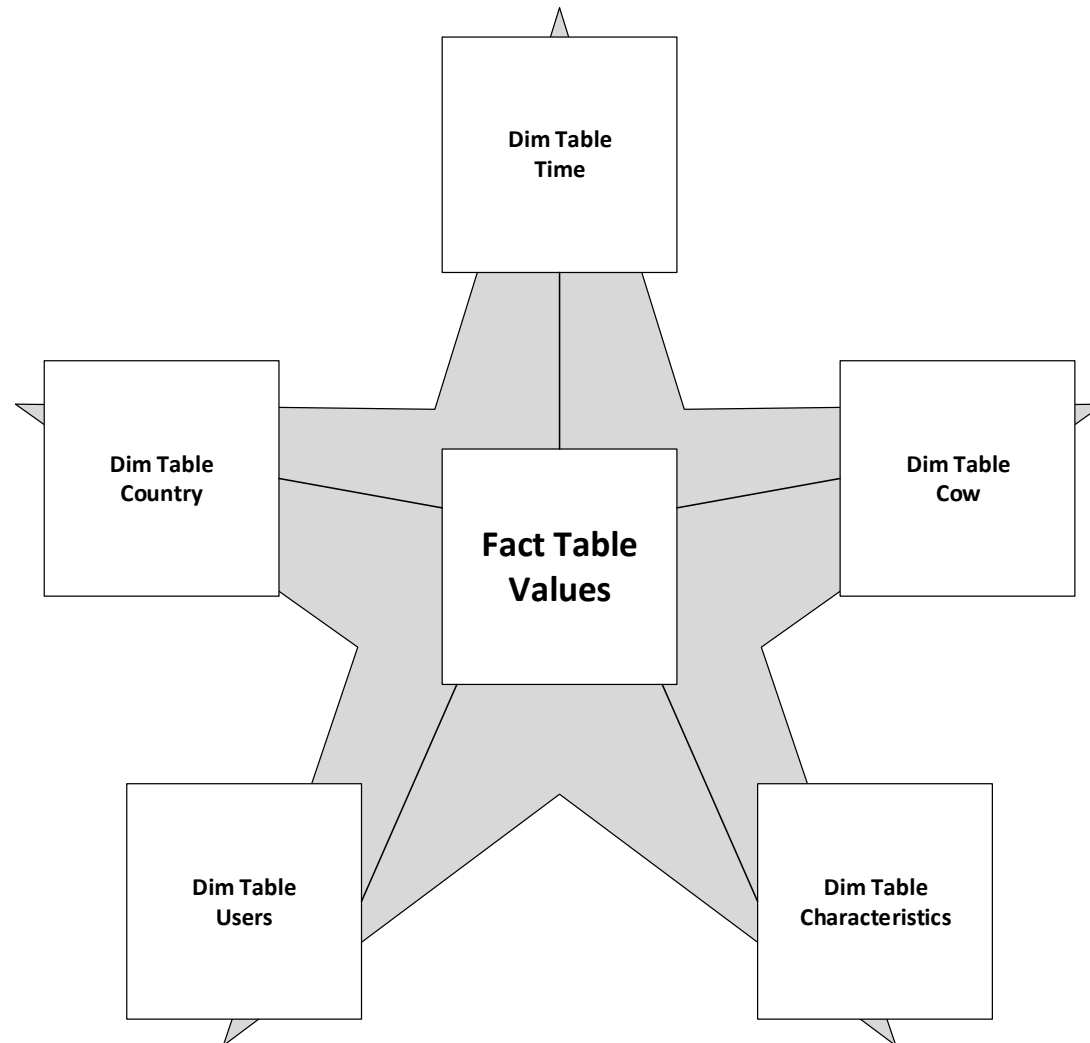 Dim Table
Time
Dim Table
Country
Dim Table
Cow
Fact Table
Values
Dim Table
Users
Dim Table
Characteristics